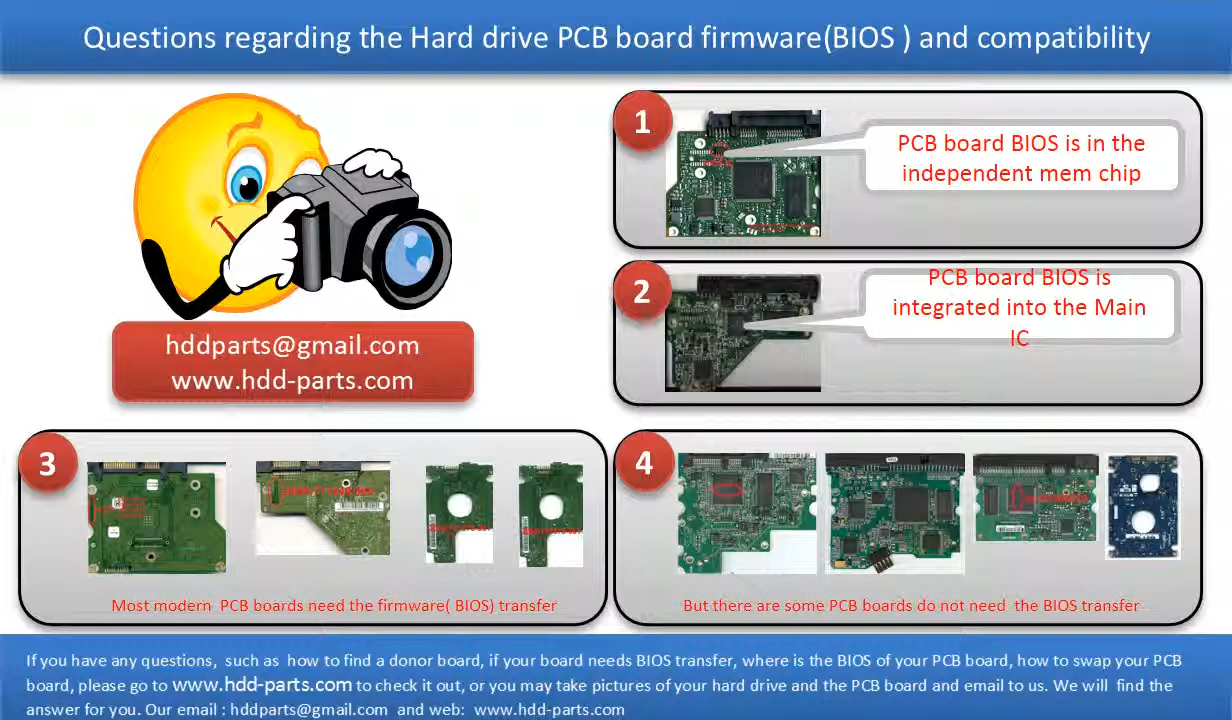 Questions regarding the Hard drive PCB board firmware(BIOS ) and compatibility
hddparts@gmail.com
www.hdd-parts.com
1
PCB board BIOS is in the
independent mem chip
2
PCB board BIOS is
integrated into the Main
IC
3
Most modern PCB boards need the firmware( BIOS) transfer
4
But there are some PCB boards do not need the BIOS transfer
If you have any questions, such as how to find a donor board, if your board needs BIOS transfer, where is the BIOS of your PCB board, how to swap your PCB
board, please go to www.hdd-parts.com to check it out, or you may take pictures of your hard drive and the PCB board and email to us. We will find the
answer for you. Our email : hddparts@gmail.com and web: www.hdd-parts.com